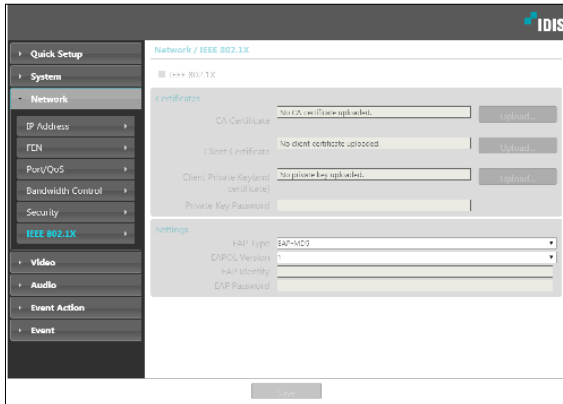 IDIS
Quick Setup
System
Network
IP Address
FEN
Port/QoS
Bandwidth Control
Security
IEEE 802.1X
Video
Audio
Event Action
Event
Network / IEEE 802.1X
IEEE 802.1X
Certificates
CA Certificate No CA certificate uploaded. Upload...
Client Certificate No client certificate uploaded. Upload...
Client Private Key(and No private key uploaded. Upload...
certificate)
Private Key Password
Settings
EAP Type EAP-MD5
EAPOL Version 1
EAP Identity
EAP Password
Save